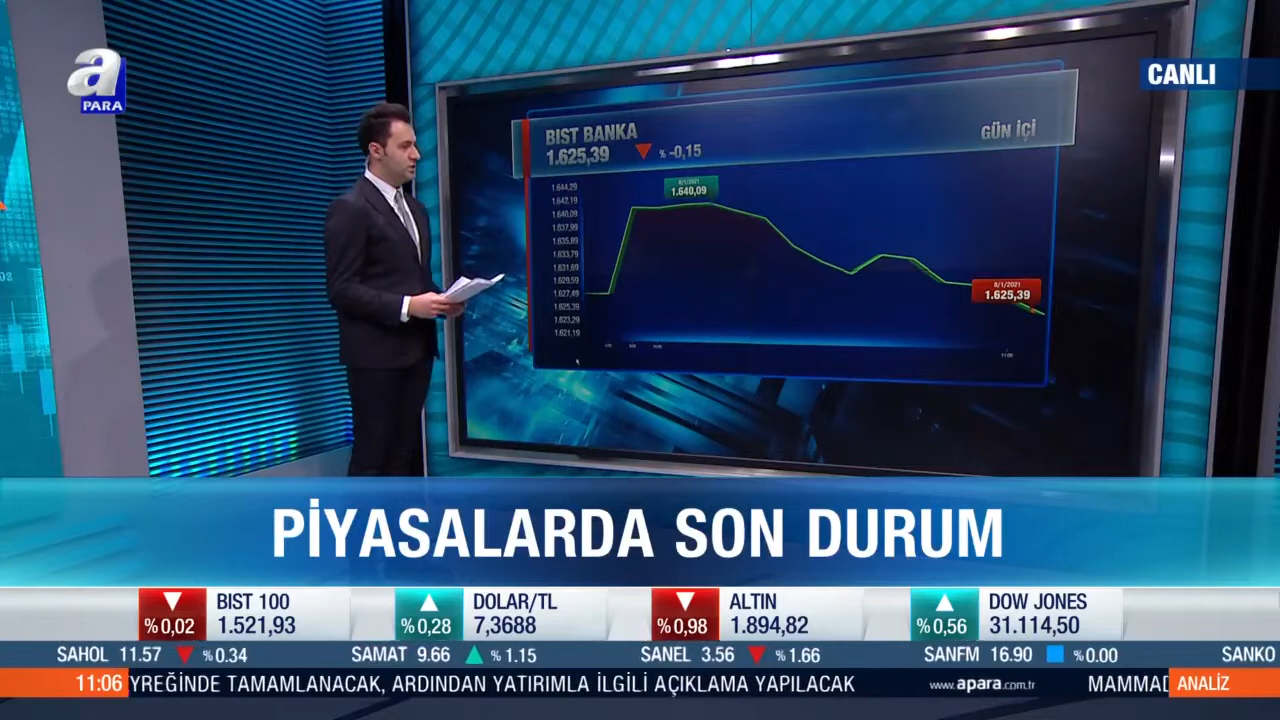 a
PARA
CANLI
BIST BANKA
1.625,39 % -0,15
GÜN İÇİ
1.644,29
1.642,19
1.640,09
1.637,99
1.635,89
1.633,79
1.631,69
1.629,59
1.627,49
1.625,39
1.623,29
1.621,19
8/1/2021
1.640,09
8/1/2021
1.625,39
11:00
PİYASALARDA SON DURUM
%0,02 BIST 100 1.521,93
%0,28 DOLAR/TL 7,3688
%0,98 ALTIN 1.894,82
%0,56 DOW JONES 31.114,50
SAHOL 11.57 %0.34 SAMAT 9.66 %1.15 SANEL 3.56 %1.66 SANFM 16.90 %0.00 SANKO
11:06 YREĞİNDE TAMAMLANACAK, ARDINDAN YATIRIMLA İLGİLİ AÇIKLAMA YAPILACAK www.apara.com.tr MAMMAD ANALİZ